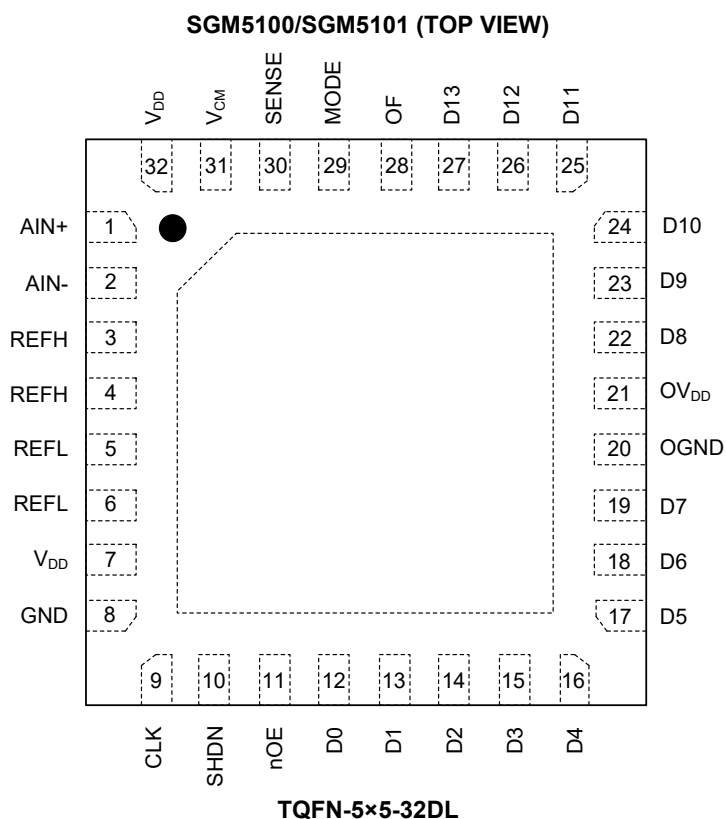 SGM5100/SGM5101 (TOP VIEW)
VDD
VCM
SENSE
MODE
OF
D13
D12
D11
32
31
30
29
28
27
26
25
AIN+ 1
AIN- 2
REFH 3
REFH 4
REFL 5
REFL 6
VDD 7
GND 8
24 D10
23 D9
22 D8
21 OVDD
20 OGND
19 D7
18 D6
17 D5
9
10
11
12
13
14
15
16
CLK
SHDN
nOE
D0
D1
D2
D3
D4
TQFN-5×5-32DL